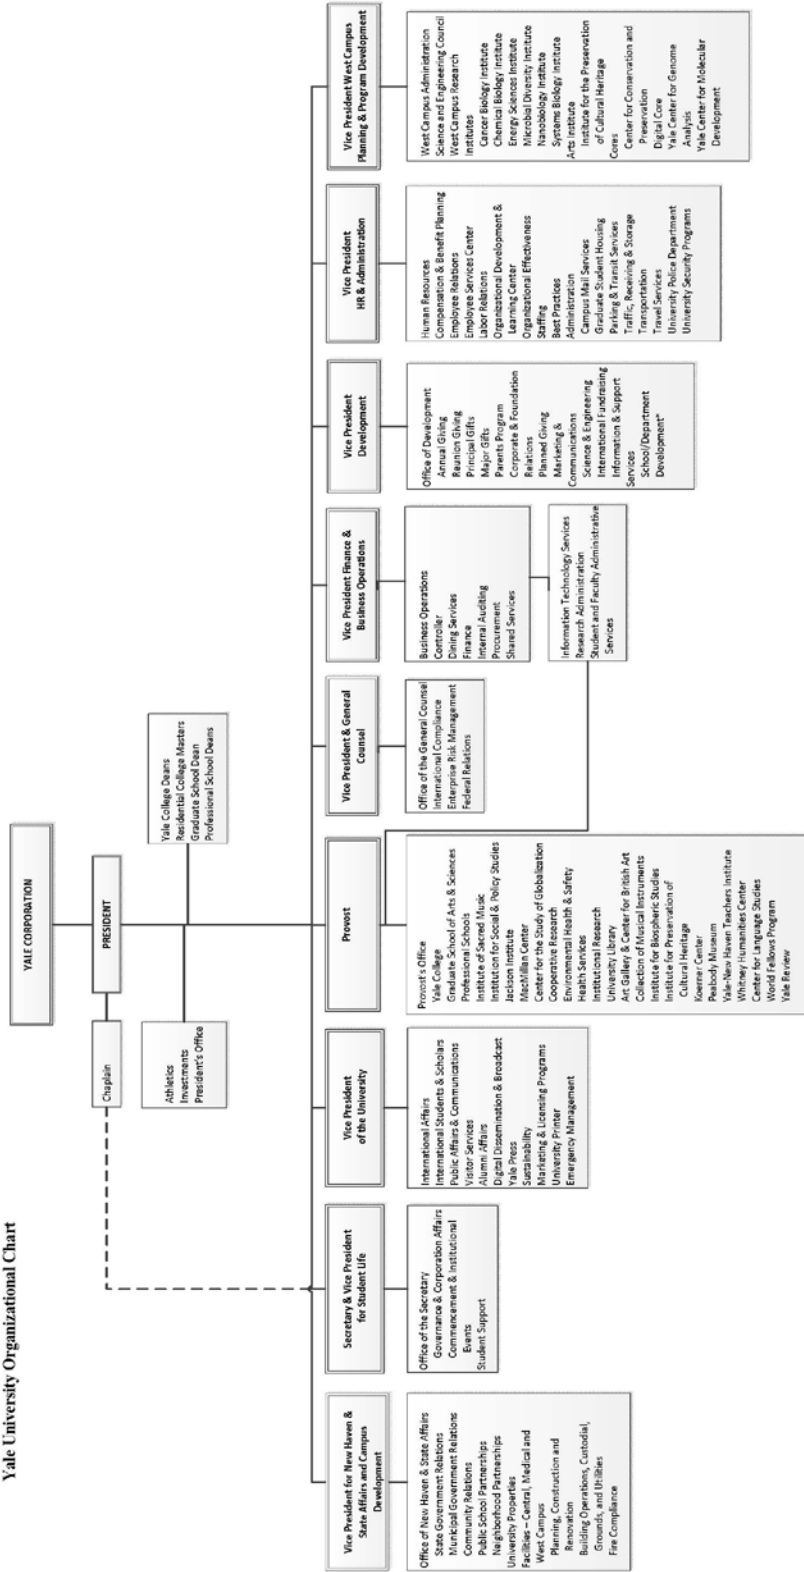 Yale University Organizational Chart
YALE CORPORATION
PRESIDENT
Chaplain
Athletics
Investments
President's Office
Yale College Deans
Residential College Masters
Graduate School Dean
Professional School Deans
Vice President for New Haven &
State Affairs and Campus
Development
Office of New Haven & State Affairs
State Government Relations
Municipal Government Relations
Community Relations
Public School Partnerships
Neighborhood Partnerships
University Properties
Facilities – Central, Medical and
West Campus
Planning, Construction and
Renovation
Building Operations, Custodial,
Grounds, and Utilities
Fire Compliance
Secretary & Vice President
for Student Life
Office of the Secretary
Governance & Corporation Affairs
Commencement & Institutional
Events
Student Support
Vice President
of the University
International Affairs
International Students & Scholars
Public Affairs & Communications
Visitor Services
Alumni Affairs
Digital Dissemination & Broadcast
Yale Press
Sustainability
Marketing & Licensing Programs
University Printer
Emergency Management
Provost
Provost's Office
Yale College
Graduate School of Arts & Sciences
Professional Schools
Institute of Sacred Music
Institution for Social & Policy Studies
Jackson Institute
MacMillan Center
Center for the Study of Globalization
Cooperative Research
Environmental Health & Safety
Health Services
Institutional Research
University Library
Art Gallery & Center for British Art
Collection of Musical Instruments
Institute for Biospheric Studies
Institute for Preservation of
Cultural Heritage
Koerner Center
Peabody Museum
Yale-New Haven Teachers Institute
Whitney Humanities Center
Center for Language Studies
World Fellows Program
Yale Review
Vice President & General
Counsel
Office of the General Counsel
International Compliance
Enterprise Risk Management
Federal Relations
Vice President Finance &
Business Operations
Business Operations
Controller
Dining Services
Finance
Internal Auditing
Procurement
Shared Services
Information Technology Services
Research Administration
Student and Faculty Administrative
Services
Vice President
Development
Office of Development
Annual Giving
Reunion Giving
Principal Gifts
Major Gifts
Parents Program
Corporate & Foundation
Relations
Planned Giving
Marketing &
Communications
Science & Engineering
International Fundraising
Information & Support
Services
School/Department
Development*
Vice President
HR & Administration
Human Resources
Compensation & Benefit Planning
Employee Relations
Employee Services Center
Labor Relations
Organizational Development &
Learning Center
Organizational Effectiveness
Staffing
Best Practices
Administration
Campus Mail Services
Graduate Student Housing
Parking & Transit Services
Traffic, Receiving & Storage
Transportation
Travel Services
University Police Department
University Security Programs
Vice President West Campus
Planning & Program Development
West Campus Administration
Science and Engineering Council
West Campus Research
Institutes
Cancer Biology Institute
Chemical Biology Institute
Energy Sciences Institute
Microbial Diversity Institute
Nanobiology Institute
Systems Biology Institute
Arts Institute
Institute for the Preservation
of Cultural Heritage
Cores
Center for Conservation and
Preservation
Digital Core
Yale Center for Genome
Analysis
Yale Center for Molecular
Development